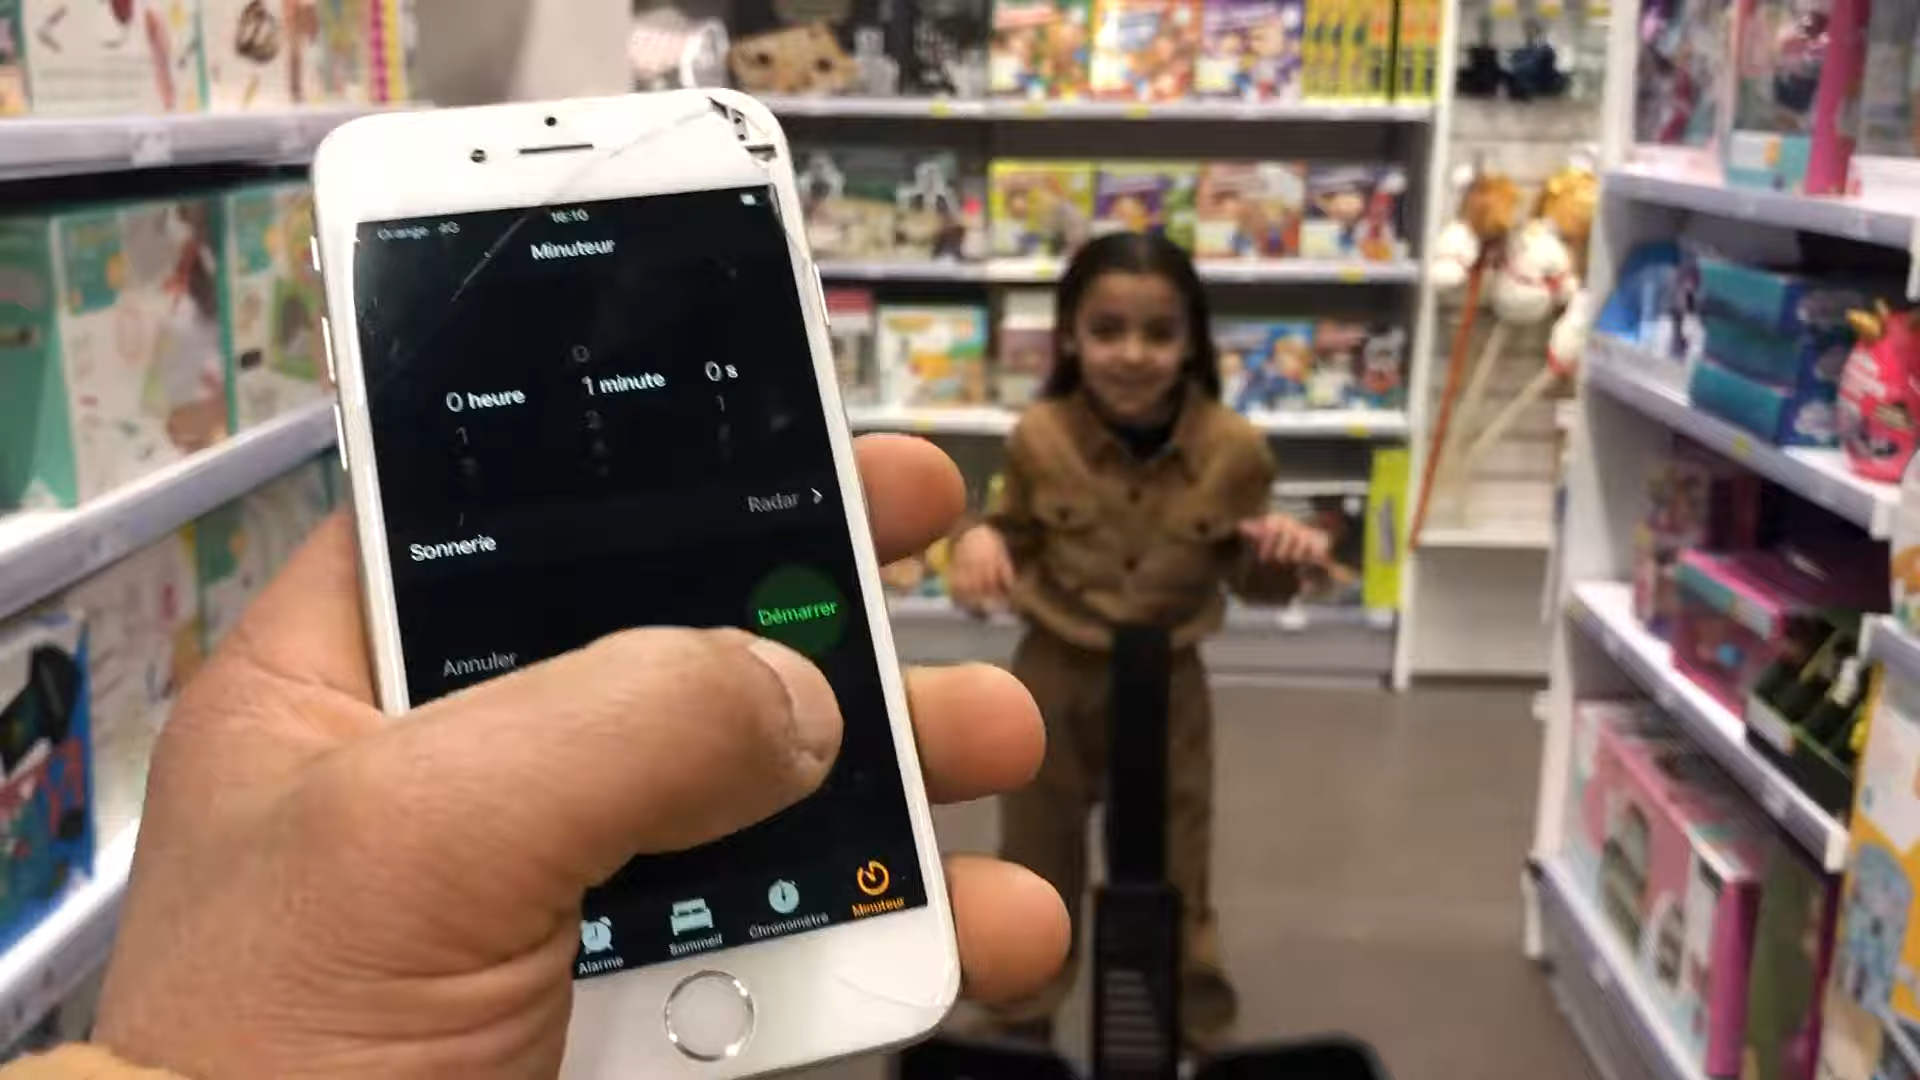 Orange 4G
16:10
Minuteur
0
0 heure 1 minute 0 s
1 2 1
Radar >
Sonnerie
Démarrer
Annuler
Alarme Sommeil Chronomètre Minuteur